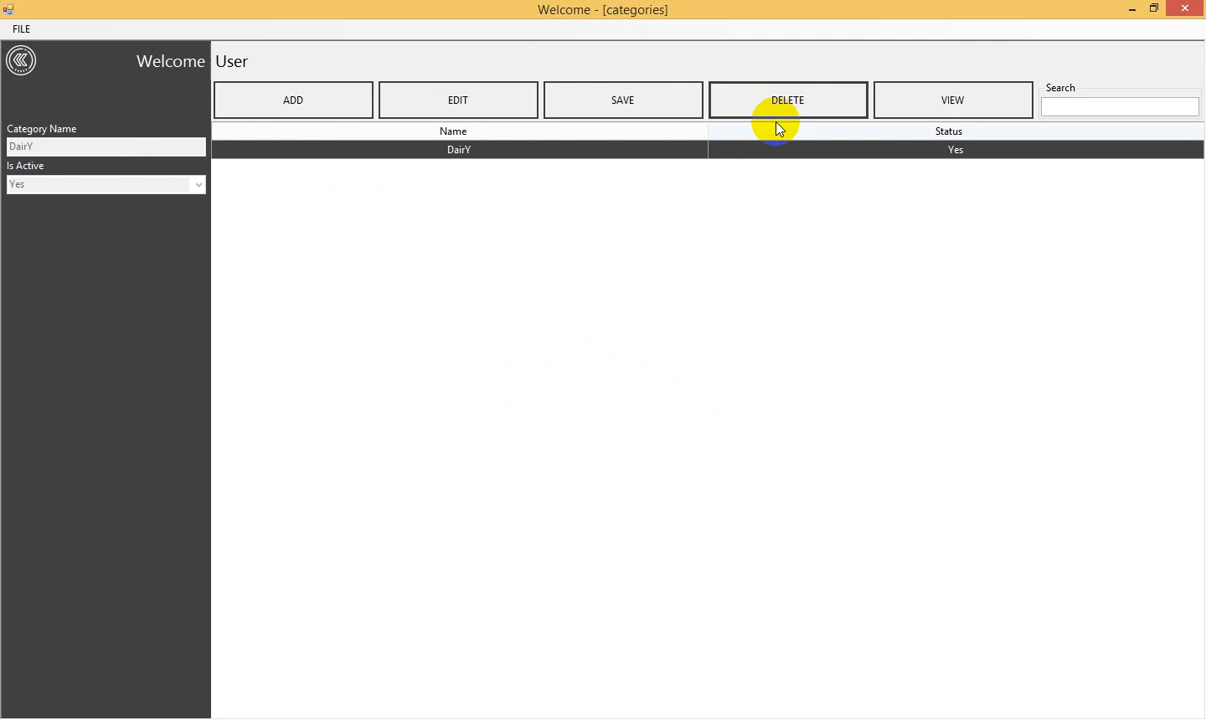 Welcome - [categories]
FILE
Welcome User
ADD EDIT SAVE DELETE VIEW Search
Category Name
DairY
Is Active
Yes
Name Status
DairY Yes